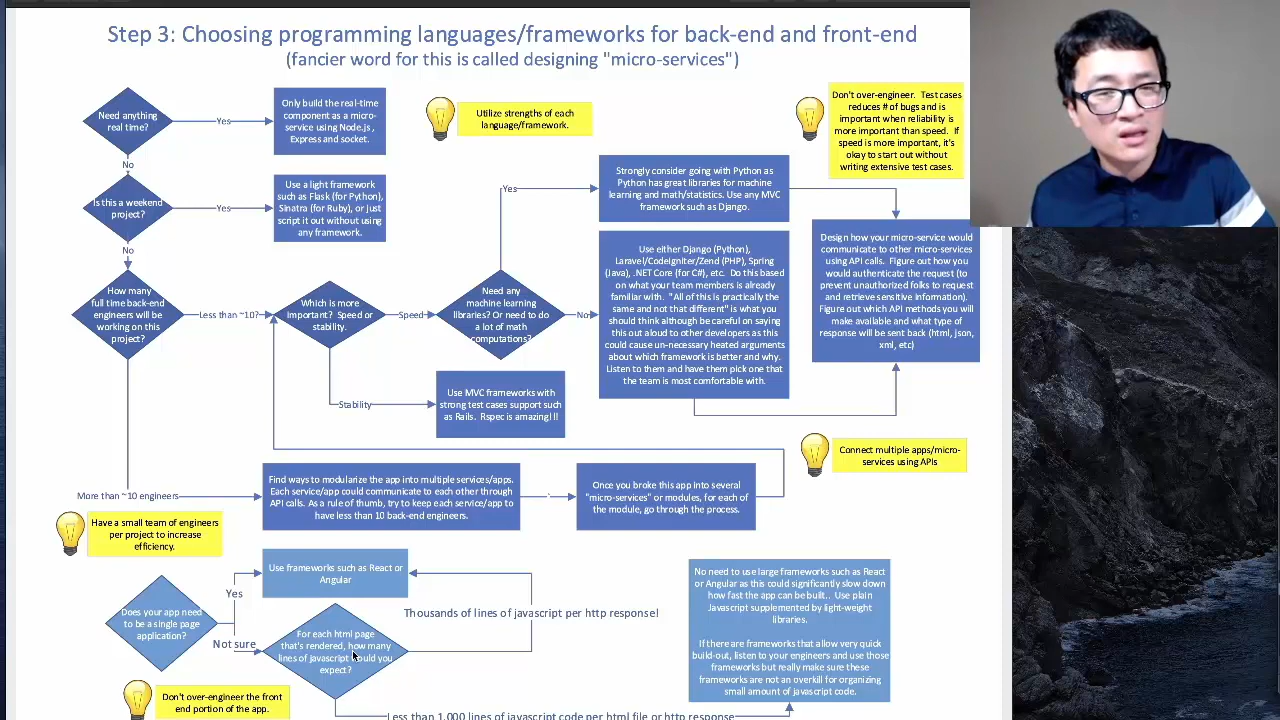 Step 3: Choosing programming languages/frameworks for back-end and front-end
(fancier word for this is called designing "micro-services")
Need anything
real time?
Yes
Only build the real-time
component as a micro-
service using Node.js ,
Express and socket.
Utilize strengths of each
language/framework.
Don't over-engineer. Test cases
reduces # of bugs and is
important when reliability is
more important than speed. If
speed is more important, it's
okay to start out without
writing extensive test cases.
No
Is this a weekend
project?
Yes
Use a light framework
such as Flask (for Python),
Sinatra (for Ruby), or just
script it out without using
any framework.
Yes
Strongly consider going with Python as
Python has great libraries for machine
learning and math/statistics. Use any MVC
framework such as Django.
No
How many
full time back-end
engineers will be
working on this
project?
Less than ~10?
Which is more
important? Speed or
stability.
Speed
Need any
machine learning
libraries? Or need to do
a lot of math
computations?
No
Use either Django (Python),
Laravel/CodeIgniter/Zend (PHP), Spring
(Java), .NET Core (for C#), etc. Do this based
on what your team members is already
familiar with. "All of this is practically the
same and not that different" is what you
should think although be careful on saying
this out aloud to other developers as this
could cause un-necessary heated arguments
about which framework is better and why.
Listen to them and have them pick one that
the team is most comfortable with.
Design how your micro-service would
communicate to other micro-services
using API calls. Figure out how you
would authenticate the request (to
prevent unauthorized folks to request
and retrieve sensitive information).
Figure out which API methods you will
make available and what type of
response will be sent back (html, json,
xml, etc)
Stability
Use MVC frameworks with
strong test cases support such
as Rails. Rspec is amazing!!!
Connect multiple apps/micro-
services using APIs
More than ~10 engineers
Find ways to modularize the app into multiple services/apps.
Each service/app could communicate to each other through
API calls. As a rule of thumb, try to keep each service/app to
have less than 10 back-end engineers.
Once you broke this app into several
"micro-services" or modules, for each of
the module, go through the process.
Have a small team of engineers
per project to increase
efficiency.
Does your app need
to be a single page
application?
Yes
Use frameworks such as React or
Angular
Not sure
For each html page
that's rendered, how many
lines of javascript would you
expect?
Thousands of lines of javascript per http response!
No need to use large frameworks such as React
or Angular as this could significantly slow down
how fast the app can be built.. Use plain
Javascript supplemented by light-weight
libraries.
If there are frameworks that allow very quick
build-out, listen to your engineers and use those
frameworks but really make sure these
frameworks are not an overkill for organizing
small amount of javascript code.
Don't over-engineer the front
end portion of the app.
Less than 1,000 lines of javascript code per html file or http response